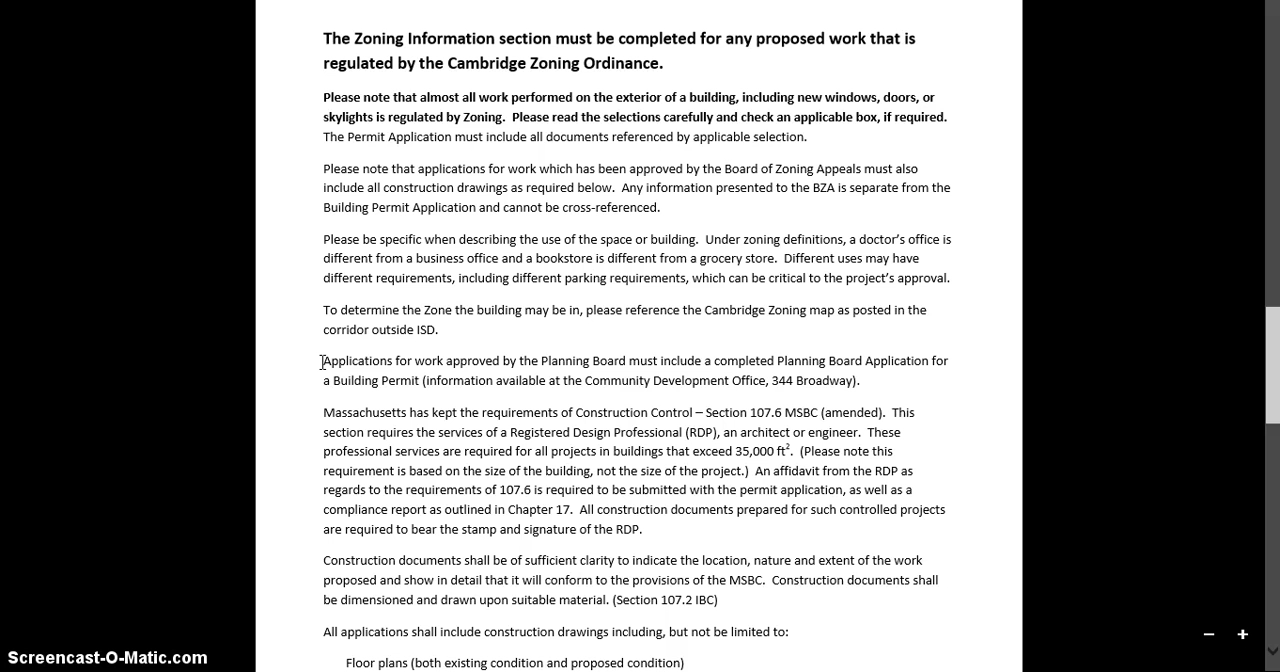 The Zoning Information section must be completed for any proposed work that is
regulated by the Cambridge Zoning Ordinance.
Please note that almost all work performed on the exterior of a building, including new windows, doors, or
skylights is regulated by Zoning.  Please read the selections carefully and check an applicable box, if required.
The Permit Application must include all documents referenced by applicable selection.
Please note that applications for work which has been approved by the Board of Zoning Appeals must also
include all construction drawings as required below.  Any information presented to the BZA is separate from the
Building Permit Application and cannot be cross-referenced.
Please be specific when describing the use of the space or building.  Under zoning definitions, a doctor’s office is
different from a business office and a bookstore is different from a grocery store.  Different uses may have
different requirements, including different parking requirements, which can be critical to the project’s approval.
To determine the Zone the building may be in, please reference the Cambridge Zoning map as posted in the
corridor outside ISD.
Applications for work approved by the Planning Board must include a completed Planning Board Application for
a Building Permit (information available at the Community Development Office, 344 Broadway).
Massachusetts has kept the requirements of Construction Control – Section 107.6 MSBC (amended).  This
section requires the services of a Registered Design Professional (RDP), an architect or engineer.  These
professional services are required for all projects in buildings that exceed 35,000 ft².  (Please note this
requirement is based on the size of the building, not the size of the project.)  An affidavit from the RDP as
regards to the requirements of 107.6 is required to be submitted with the permit application, as well as a
compliance report as outlined in Chapter 17.  All construction documents prepared for such controlled projects
are required to bear the stamp and signature of the RDP.
Construction documents shall be of sufficient clarity to indicate the location, nature and extent of the work
proposed and show in detail that it will conform to the provisions of the MSBC.  Construction documents shall
be dimensioned and drawn upon suitable material. (Section 107.2 IBC)
All applications shall include construction drawings including, but not be limited to:
Floor plans (both existing condition and proposed condition)
Screencast-O-Matic.com